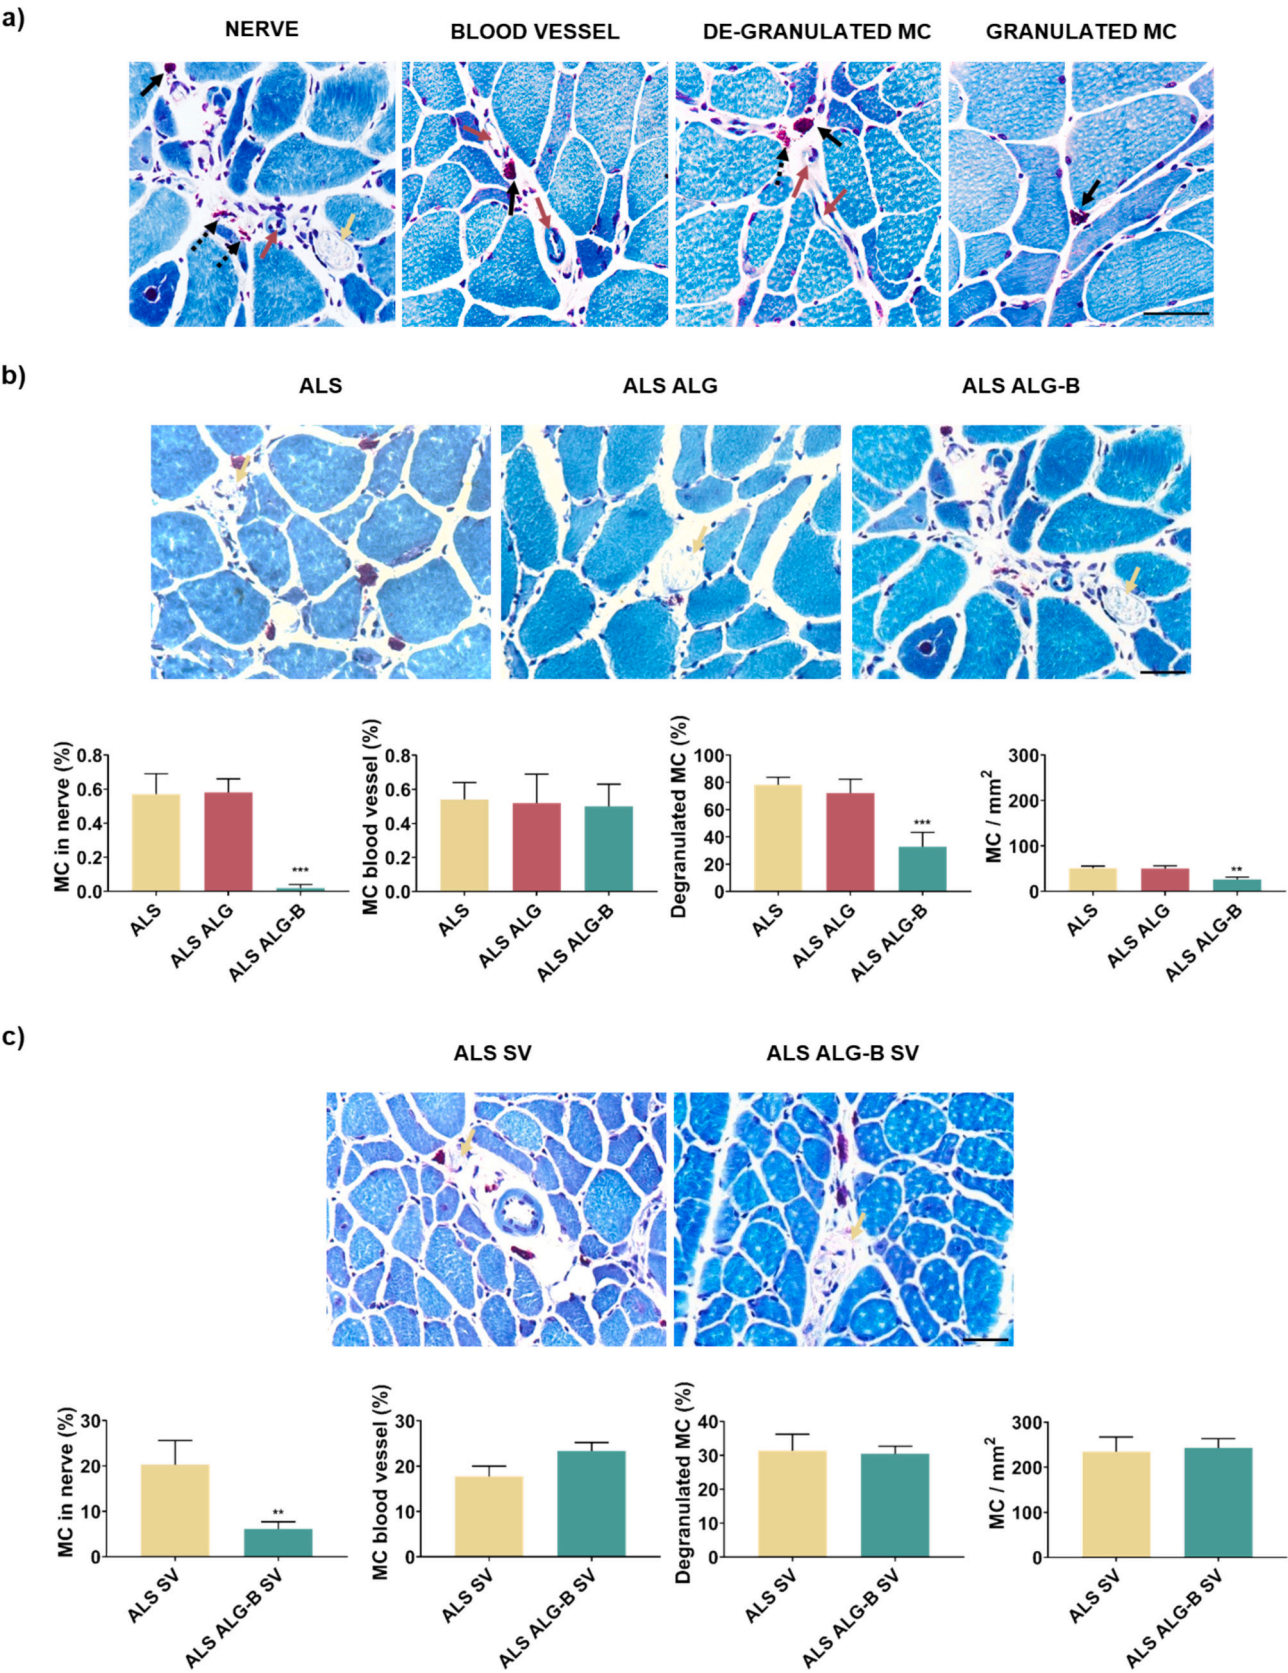 a)
NERVE
BLOOD VESSEL
DE-GRANULATED MC
GRANULATED MC
b)
ALS
ALS ALG
ALS ALG-B
MC in nerve (%)
0.8
0.6
0.4
0.2
0.0
ALS
ALS ALG
ALS ALG-B
***
MC blood vessel (%)
0.8
0.6
0.4
0.2
0.0
ALS
ALS ALG
ALS ALG-B
Degranulated MC (%)
100
80
60
40
20
0
ALS
ALS ALG
ALS ALG-B
***
MC / mm²
300
200
100
0
ALS
ALS ALG
ALS ALG-B
**
c)
ALS SV
ALS ALG-B SV
MC in nerve (%)
30
20
10
0
ALS SV
ALS ALG-B SV
**
MC blood vessel (%)
30
20
10
0
ALS SV
ALS ALG-B SV
Degranulated MC (%)
40
30
20
10
0
ALS SV
ALS ALG-B SV
MC / mm²
300
200
100
0
ALS SV
ALS ALG-B SV